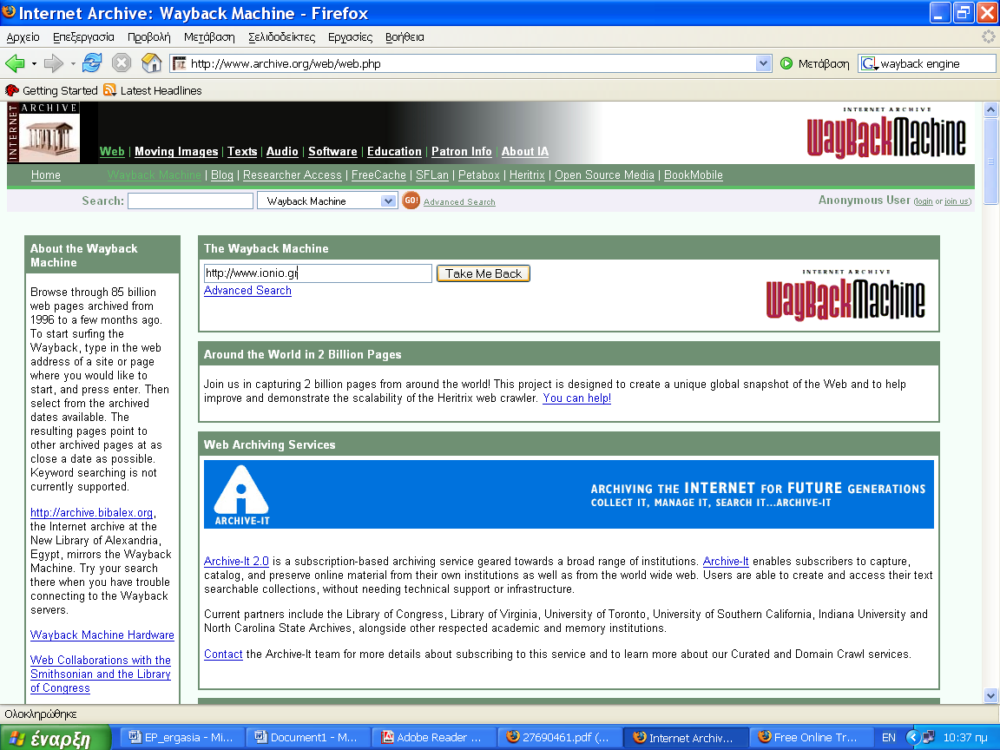 Internet Archive: Wayback Machine - Firefox
Αρχείο Επεξεργασία Προβολή Μετάβαση Σελιδοδείκτες Εργασίες Βοήθεια
http://www.archive.org/web/web.php Μετάβαση G wayback engine
Getting Started Latest Headlines
INTERNET ARCHIVE
INTERNET ARCHIVE
WayBackMachine
Web | Moving Images | Texts | Audio | Software | Education | Patron Info | About IA
Home Wayback Machine | Blog | Researcher Access | FreeCache | SFLan | Petabox | Heritrix | Open Source Media | BookMobile
Search: Wayback Machine GO! Advanced Search Anonymous User (login or join us)
About the Wayback
Machine
Browse through 85 billion
web pages archived from
1996 to a few months ago.
To start surfing the
Wayback, type in the web
address of a site or page
where you would like to
start, and press enter. Then
select from the archived
dates available. The
resulting pages point to
other archived pages at as
close a date as possible.
Keyword searching is not
currently supported.
http://archive.bibalex.org,
the Internet archive at the
New Library of Alexandria,
Egypt, mirrors the Wayback
Machine. Try your search
there when you have trouble
connecting to the Wayback
servers.
Wayback Machine Hardware
Web Collaborations with the
Smithsonian and the Library
of Congress
The Wayback Machine
http://www.ionio.gr Take Me Back
Advanced Search
INTERNET ARCHIVE
WayBackMachine
Around the World in 2 Billion Pages
Join us in capturing 2 billion pages from around the world! This project is designed to create a unique global snapshot of the Web and to help
improve and demonstrate the scalability of the Heritrix web crawler. You can help!
Web Archiving Services
ARCHIVE-IT
ARCHIVING THE INTERNET FOR FUTURE GENERATIONS
COLLECT IT, MANAGE IT, SEARCH IT...ARCHIVE-IT
Archive-It 2.0 is a subscription-based archiving service geared towards a broad range of institutions. Archive-It enables subscribers to capture,
catalog, and preserve online material from their own institutions as well as from the world wide web. Users are able to create and access their text
searchable collections, without needing technical support or infrastructure.
Current partners include the Library of Congress, Library of Virginia, University of Toronto, University of Southern California, Indiana University and
North Carolina State Archives, alongside other respected academic and memory institutions.
Contact the Archive-It team for more details about subscribing to this service and to learn more about our Curated and Domain Crawl services.
Ολοκληρώθηκε
έναρξη EP_ergasia - Mi... Document1 - M... Adobe Reader ... 27690461.pdf (... Internet Archiv... Free Online Tr... EN 10:37 πμ